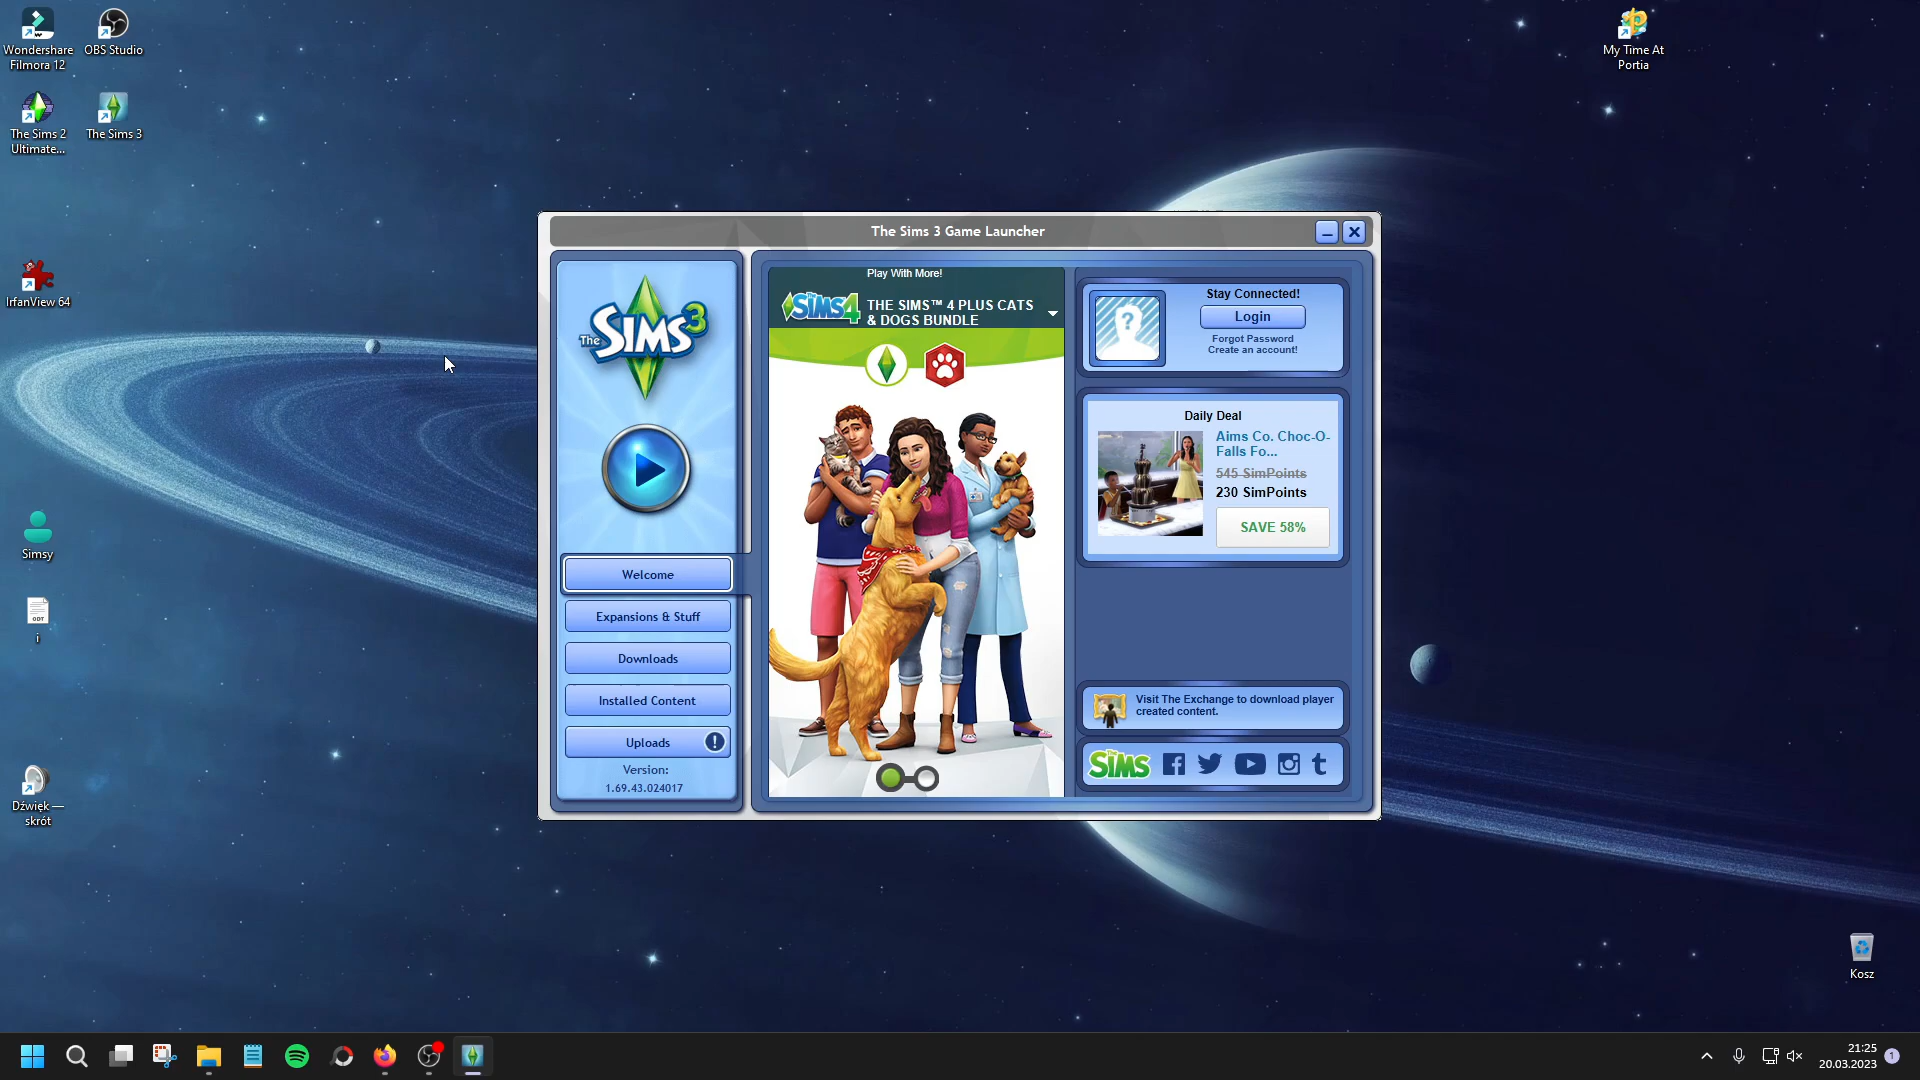 Wondershare
Filmora 12
OBS Studio
The Sims 2
Ultimate...
The Sims 3
IrfanView 64
Simsy
i
Dźwięk —
skrót
My Time At
Portia
Kosz
The Sims 3 Game Launcher
The SIMS 3
Welcome
Expansions & Stuff
Downloads
Installed Content
Uploads
Version:
1.69.43.024017
Play With More!
The SIMS 4
THE SIMS™ 4 PLUS CATS
& DOGS BUNDLE
Stay Connected!
Login
Forgot Password
Create an account!
Daily Deal
Aims Co. Choc-O-
Falls Fo...
545 SimPoints
230 SimPoints
SAVE 58%
Visit The Exchange to download player
created content.
The SIMS
21:25
20.03.2023
1